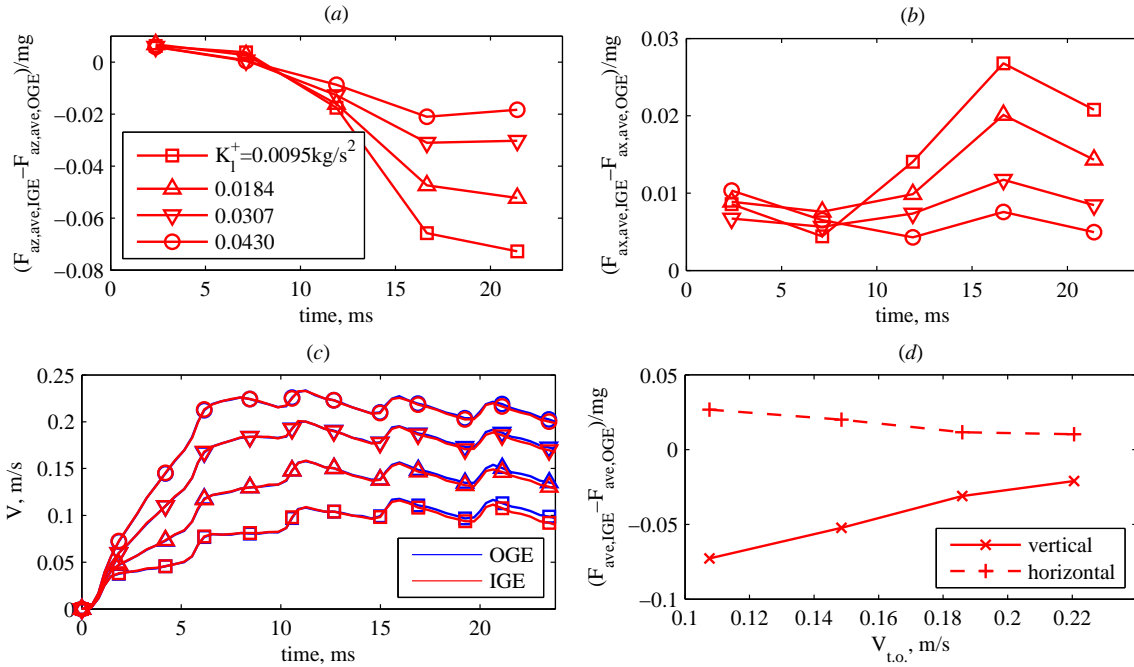 (a)
(F_az,ave,IGE−F_az,ave,OGE)/mg
0
−0.02
−0.04
−0.06
−0.08
K_l^+=0.0095kg/s^2
0.0184
0.0307
0.0430
0 5 10 15 20
time, ms
(b)
(F_ax,ave,IGE−F_ax,ave,OGE)/mg
0.03
0.02
0.01
0
0 5 10 15 20
time, ms
(c)
V, m/s
0.25
0.2
0.15
0.1
0.05
0
OGE
IGE
0 5 10 15 20
time, ms
(d)
(F_ave,IGE−F_ave,OGE)/mg
0.05
0
−0.05
−0.1
vertical
horizontal
0.1 0.12 0.14 0.16 0.18 0.2 0.22
V_t.o., m/s